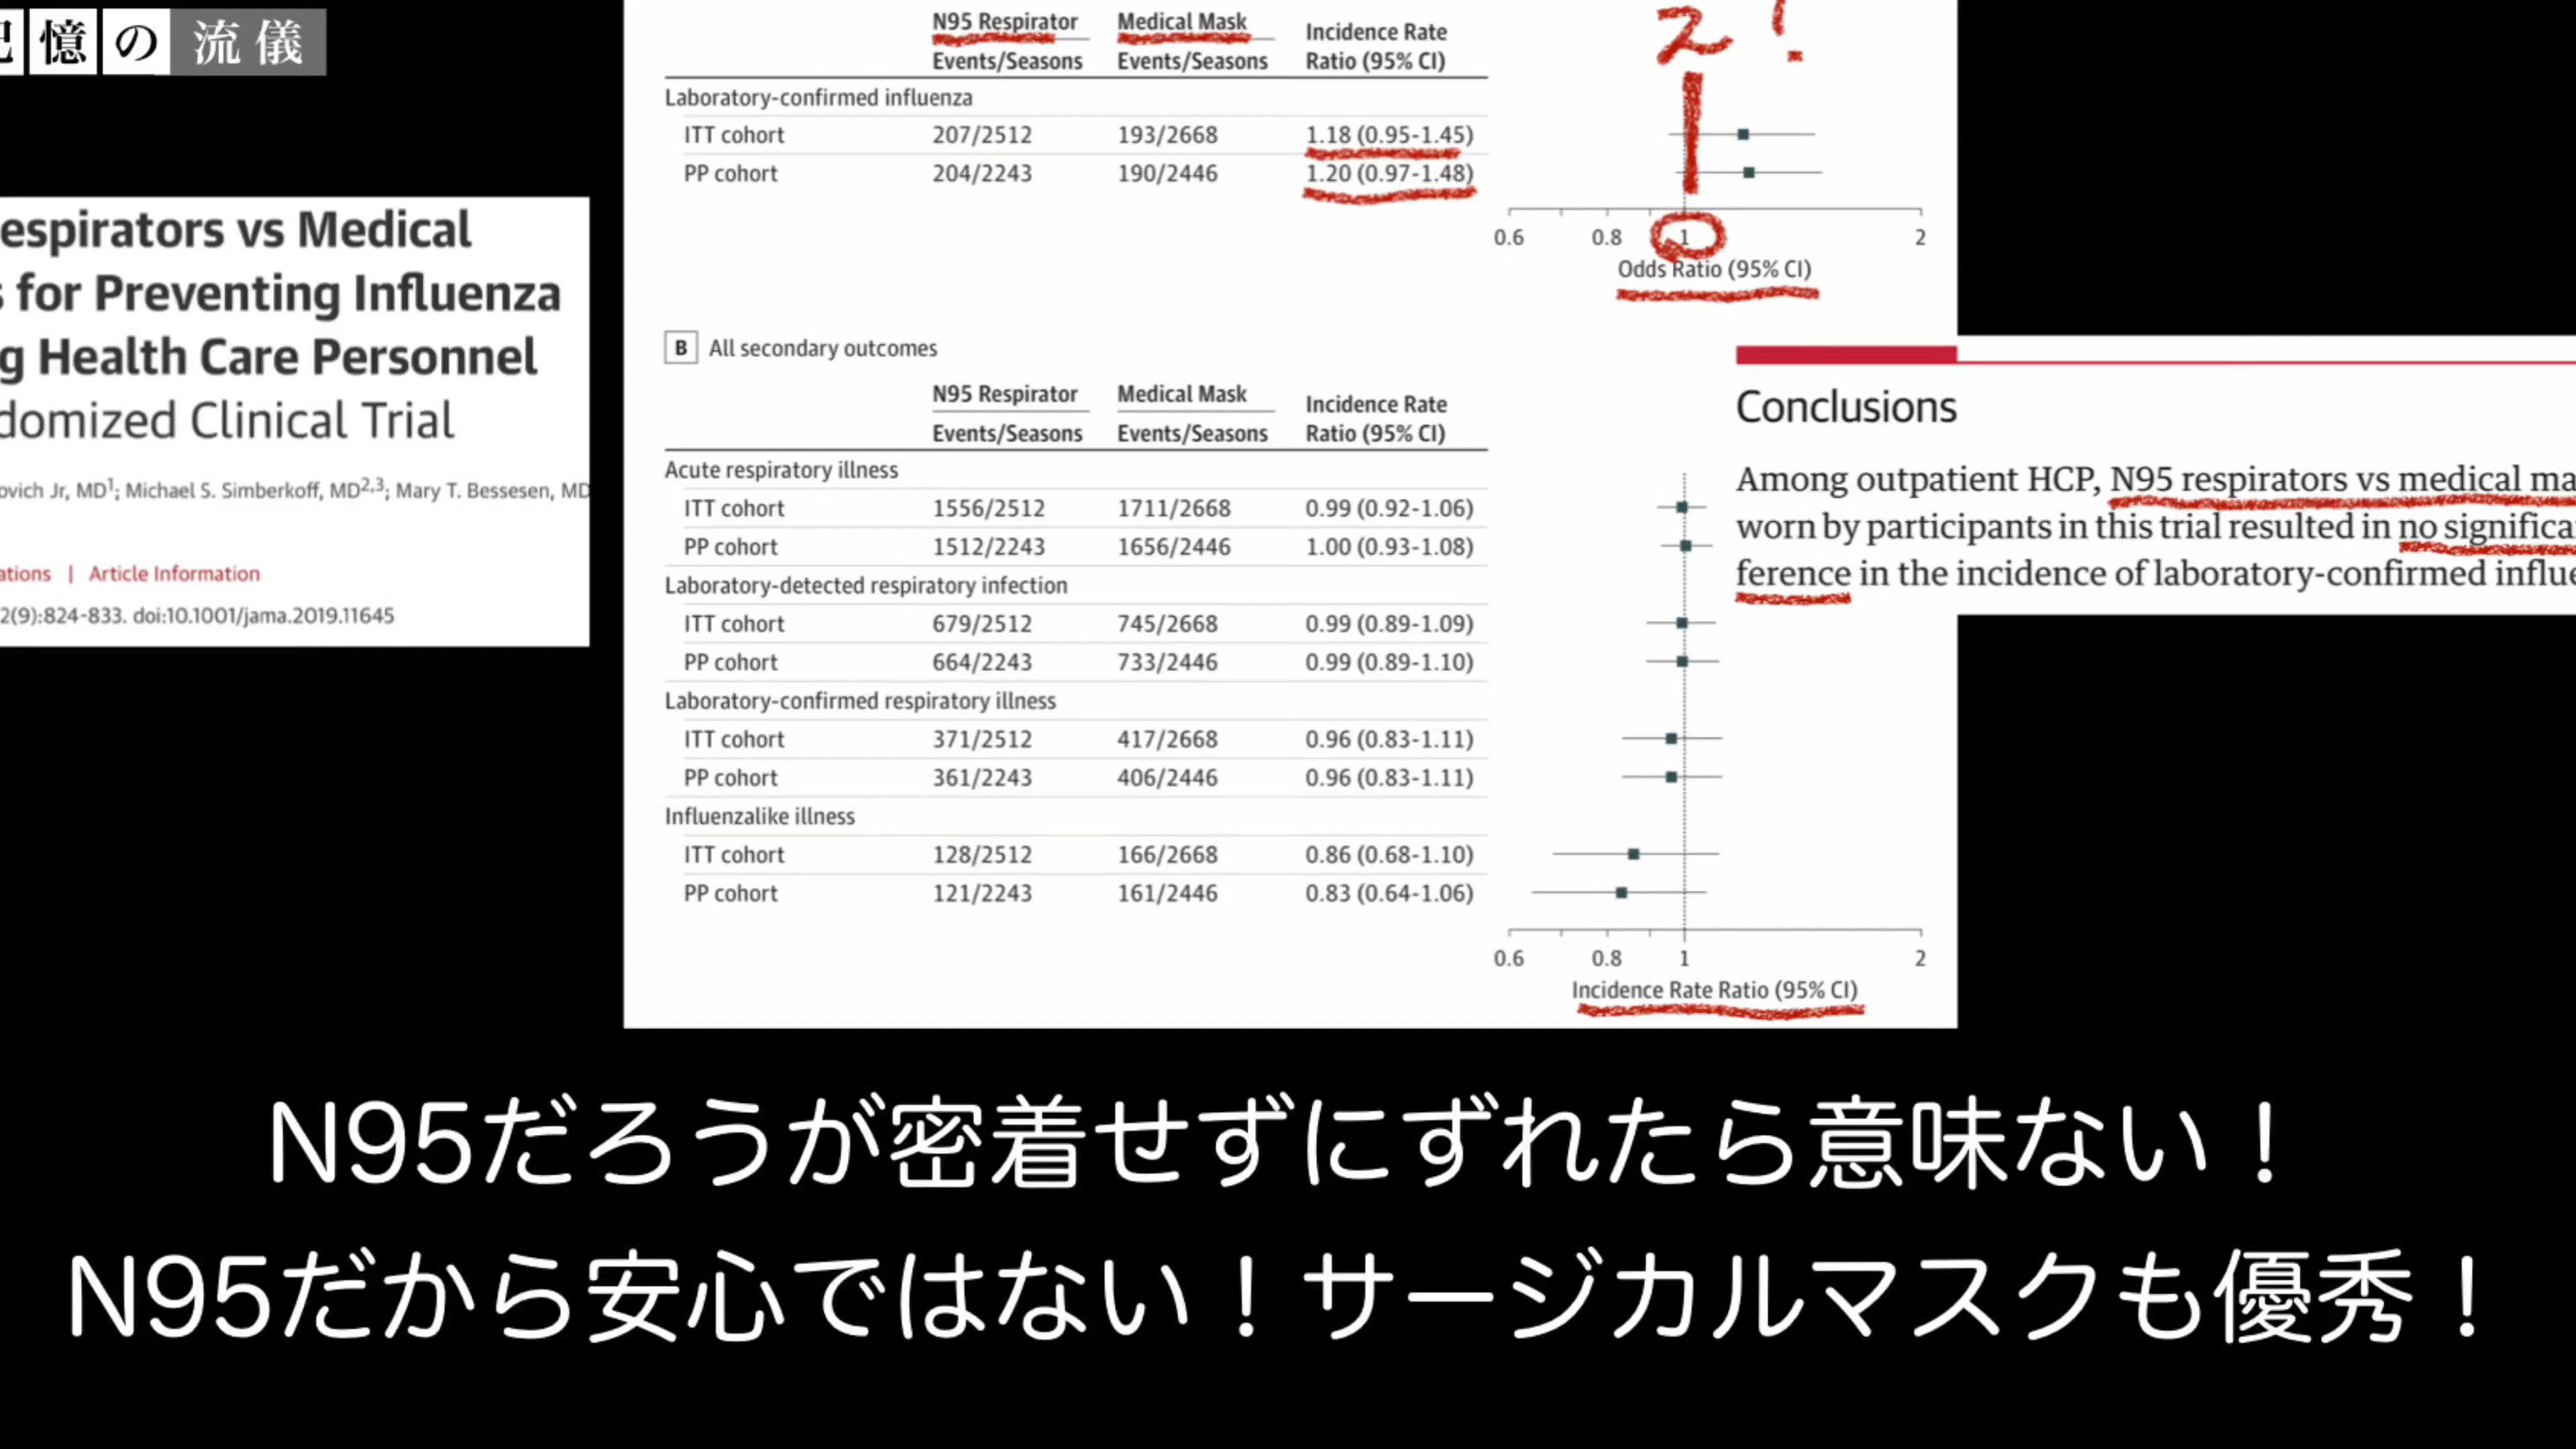 憶の流儀
espirators vs Medical
for Preventing Influenza
g Health Care Personnel
domized Clinical Trial
ovich Jr, MD1; Michael S. Simberkoff, MD2,3; Mary T. Bessesen, MD
ations | Article Information
2(9):824-833. doi:10.1001/jama.2019.11645
N95 Respirator Medical Mask Incidence Rate
Events/Seasons Events/Seasons Ratio (95% CI)
Laboratory-confirmed influenza
ITT cohort 207/2512 193/2668 1.18 (0.95-1.45)
PP cohort 204/2243 190/2446 1.20 (0.97-1.48)
2!
0.6 0.8 1 2
Odds Ratio (95% CI)
B All secondary outcomes
N95 Respirator Medical Mask Incidence Rate
Events/Seasons Events/Seasons Ratio (95% CI)
Acute respiratory illness
ITT cohort 1556/2512 1711/2668 0.99 (0.92-1.06)
PP cohort 1512/2243 1656/2446 1.00 (0.93-1.08)
Laboratory-detected respiratory infection
ITT cohort 679/2512 745/2668 0.99 (0.89-1.09)
PP cohort 664/2243 733/2446 0.99 (0.89-1.10)
Laboratory-confirmed respiratory illness
ITT cohort 371/2512 417/2668 0.96 (0.83-1.11)
PP cohort 361/2243 406/2446 0.96 (0.83-1.11)
Influenzalike illness
ITT cohort 128/2512 166/2668 0.86 (0.68-1.10)
PP cohort 121/2243 161/2446 0.83 (0.64-1.06)
0.6 0.8 1 2
Incidence Rate Ratio (95% CI)
Conclusions
Among outpatient HCP, N95 respirators vs medical ma
worn by participants in this trial resulted in no significa
ference in the incidence of laboratory-confirmed influe
N95だろうが密着せずにずれたら意味ない！
N95だから安心ではない！サージカルマスクも優秀！